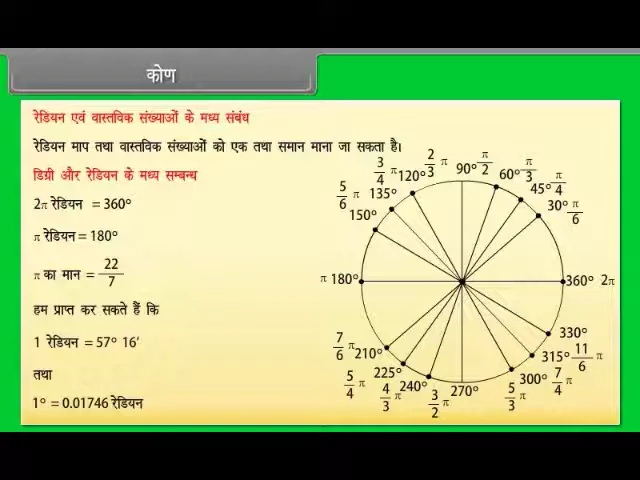 कोण
रेडियन एवं वास्तविक संख्याओं के मध्य संबंध
रेडियन माप तथा वास्तविक संख्याओं को एक तथा समान माना जा सकता है।
डिग्री और रेडियन के मध्य सम्बन्ध
2π रेडियन = 360°
π रेडियन = 180°
π का मान = 22/7
हम प्राप्त कर सकते हैं कि
1 रेडियन = 57° 16'
तथा
1° = 0.01746 रेडियन
90° π/2
60° π/3
45° π/4
30° π/6
360° 2π
330° 11/6 π
315° 7/4 π
300° 5/3 π
270° 3/2 π
240° 4/3 π
225° 5/4 π
210° 7/6 π
π 180°
5/6 π 150°
3/4 π 135°
2/3 π 120°